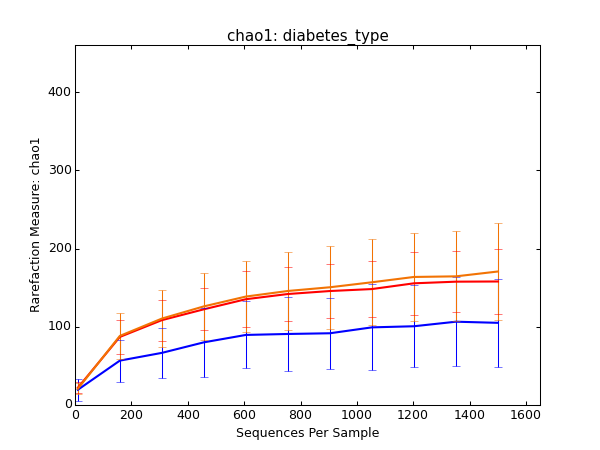 chao1: diabetes_type
Rarefaction Measure: chao1
400
300
200
100
0
0 200 400 600 800 1000 1200 1400 1600
Sequences Per Sample